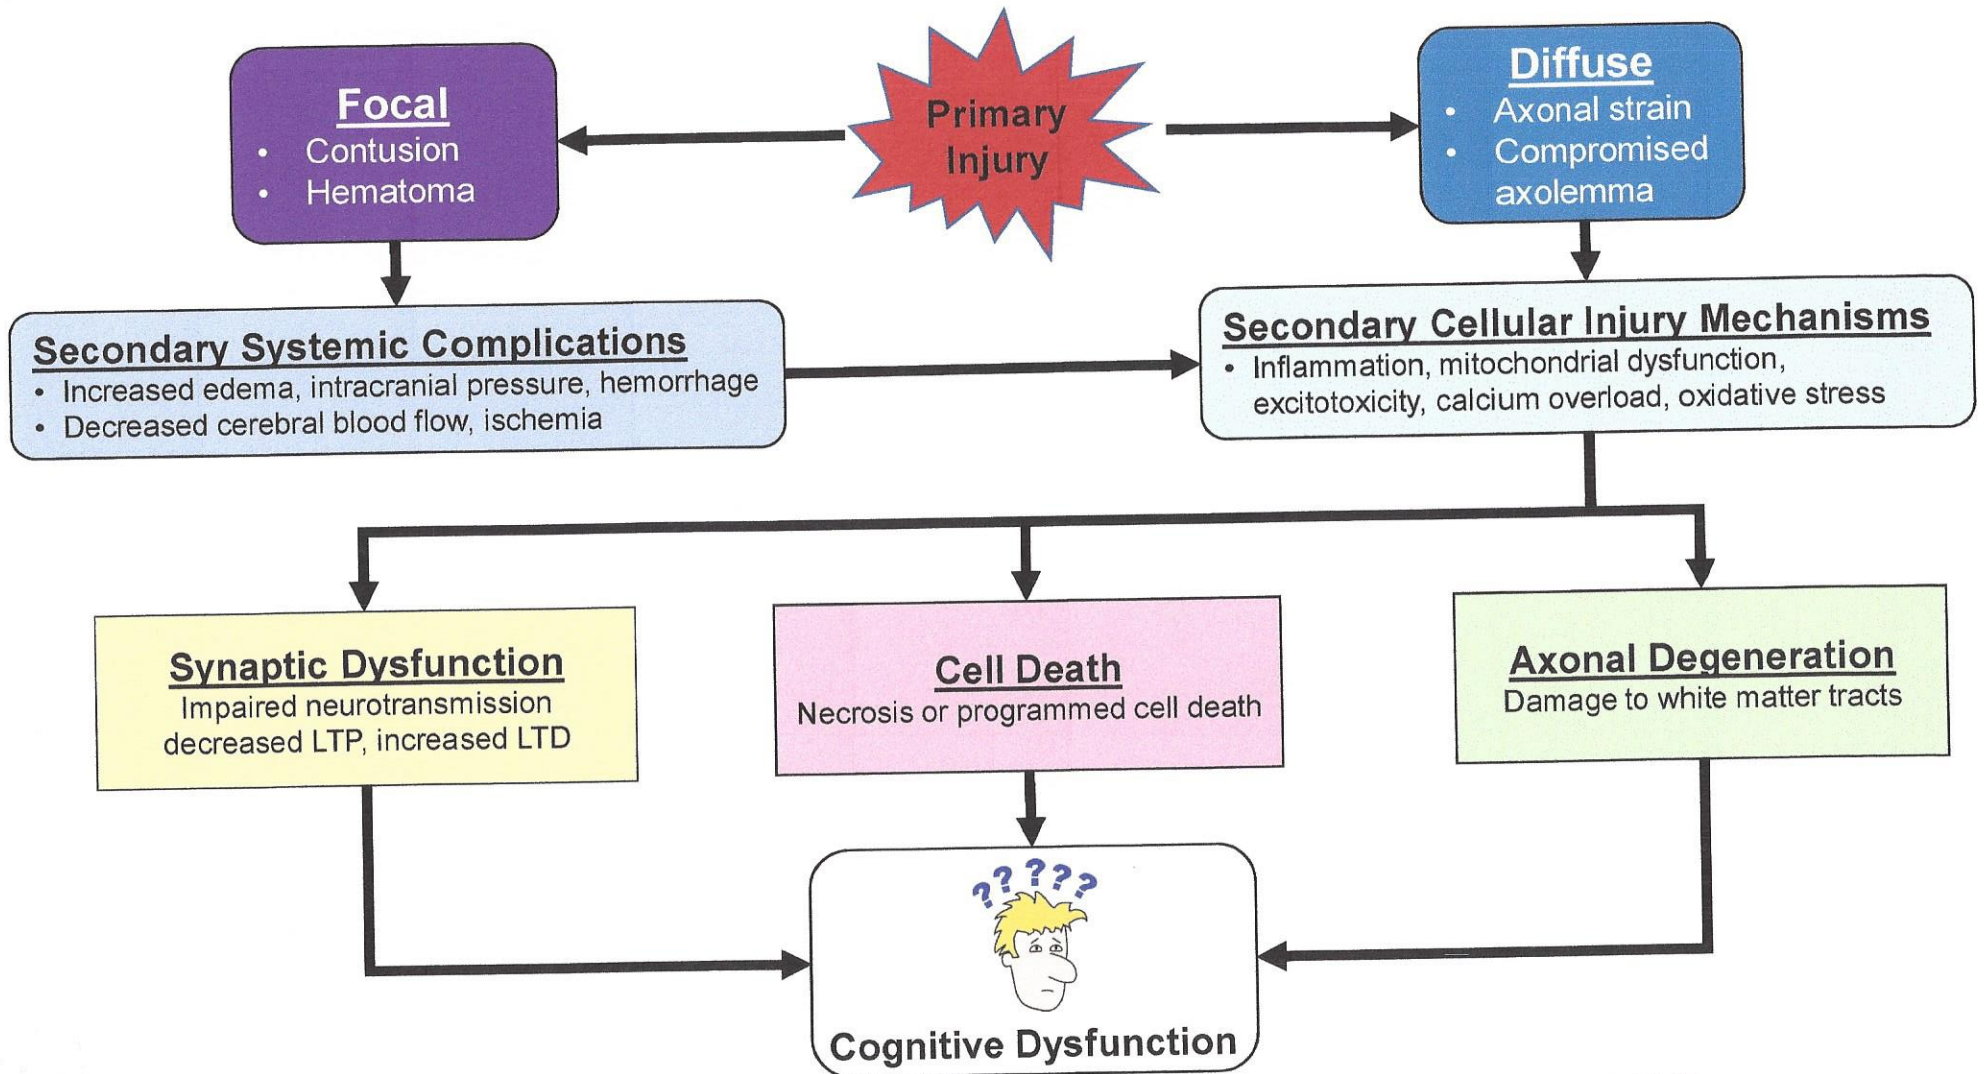 Primary
Injury
Focal
• Contusion
• Hematoma
Diffuse
• Axonal strain
• Compromised
axolemma
Secondary Systemic Complications
• Increased edema, intracranial pressure, hemorrhage
• Decreased cerebral blood flow, ischemia
Secondary Cellular Injury Mechanisms
• Inflammation, mitochondrial dysfunction,
excitotoxicity, calcium overload, oxidative stress
Synaptic Dysfunction
Impaired neurotransmission
decreased LTP, increased LTD
Cell Death
Necrosis or programmed cell death
Axonal Degeneration
Damage to white matter tracts
?????
Cognitive Dysfunction